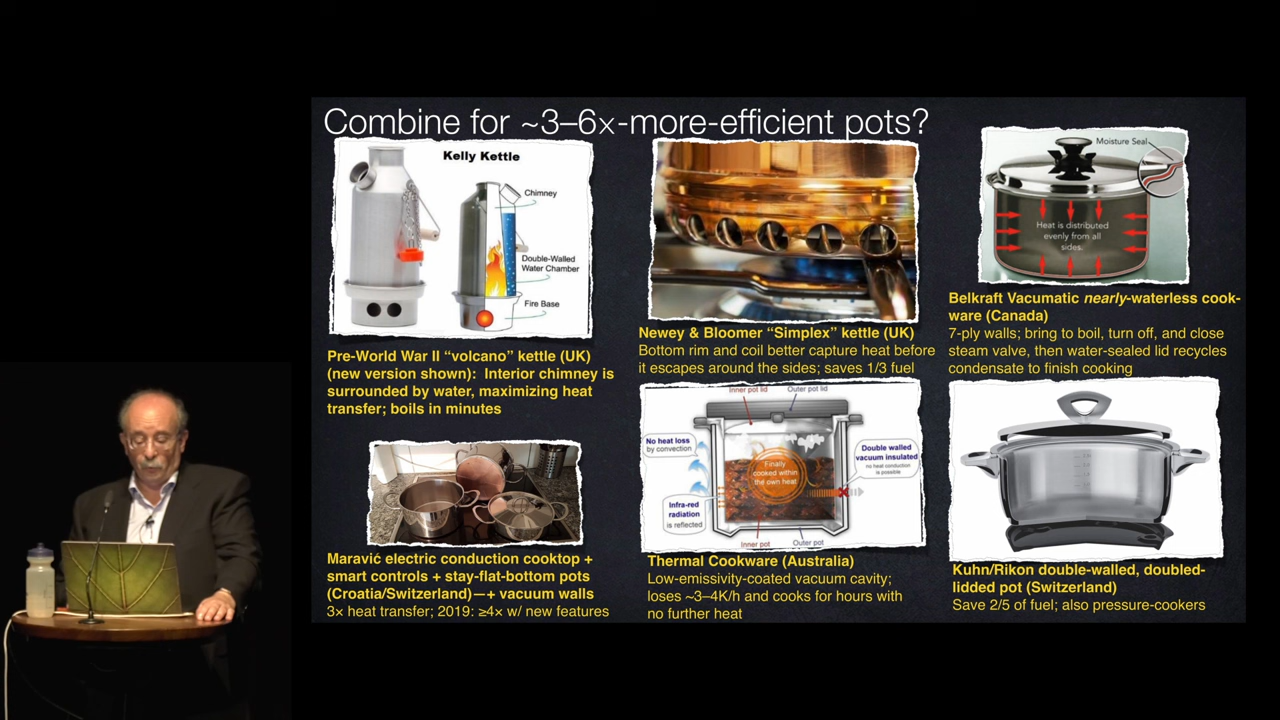 Combine for ~3–6×-more-efficient pots?
Kelly Kettle
Chimney
Double-Walled
Water Chamber
Fire Base
Pre-World War II “volcano” kettle (UK)
(new version shown): Interior chimney is
surrounded by water, maximizing heat
transfer; boils in minutes
Newey & Bloomer “Simplex” kettle (UK)
Bottom rim and coil better capture heat before
it escapes around the sides; saves 1/3 fuel
Moisture Seal
Heat is distributed
evenly from all
sides.
Belkraft Vacumatic nearly-waterless cook-
ware (Canada)
7-ply walls; bring to boil, turn off, and close
steam valve, then water-sealed lid recycles
condensate to finish cooking
Maravić electric conduction cooktop +
smart controls + stay-flat-bottom pots
(Croatia/Switzerland)—+ vacuum walls
3× heat transfer; 2019: ≥4× w/ new features
Inner pot lid
Outer pot lid
No heat loss
by convection
Finally
cooked within
the own heat
Double walled
vacuum insulated
no heat conduction
is possible
Infra-red
radiation
is reflected
Inner pot
Outer pot
Thermal Cookware (Australia)
Low-emissivity-coated vacuum cavity;
loses ~3–4K/h and cooks for hours with
no further heat
Kuhn/Rikon double-walled, doubled-
lidded pot (Switzerland)
Save 2/5 of fuel; also pressure-cookers